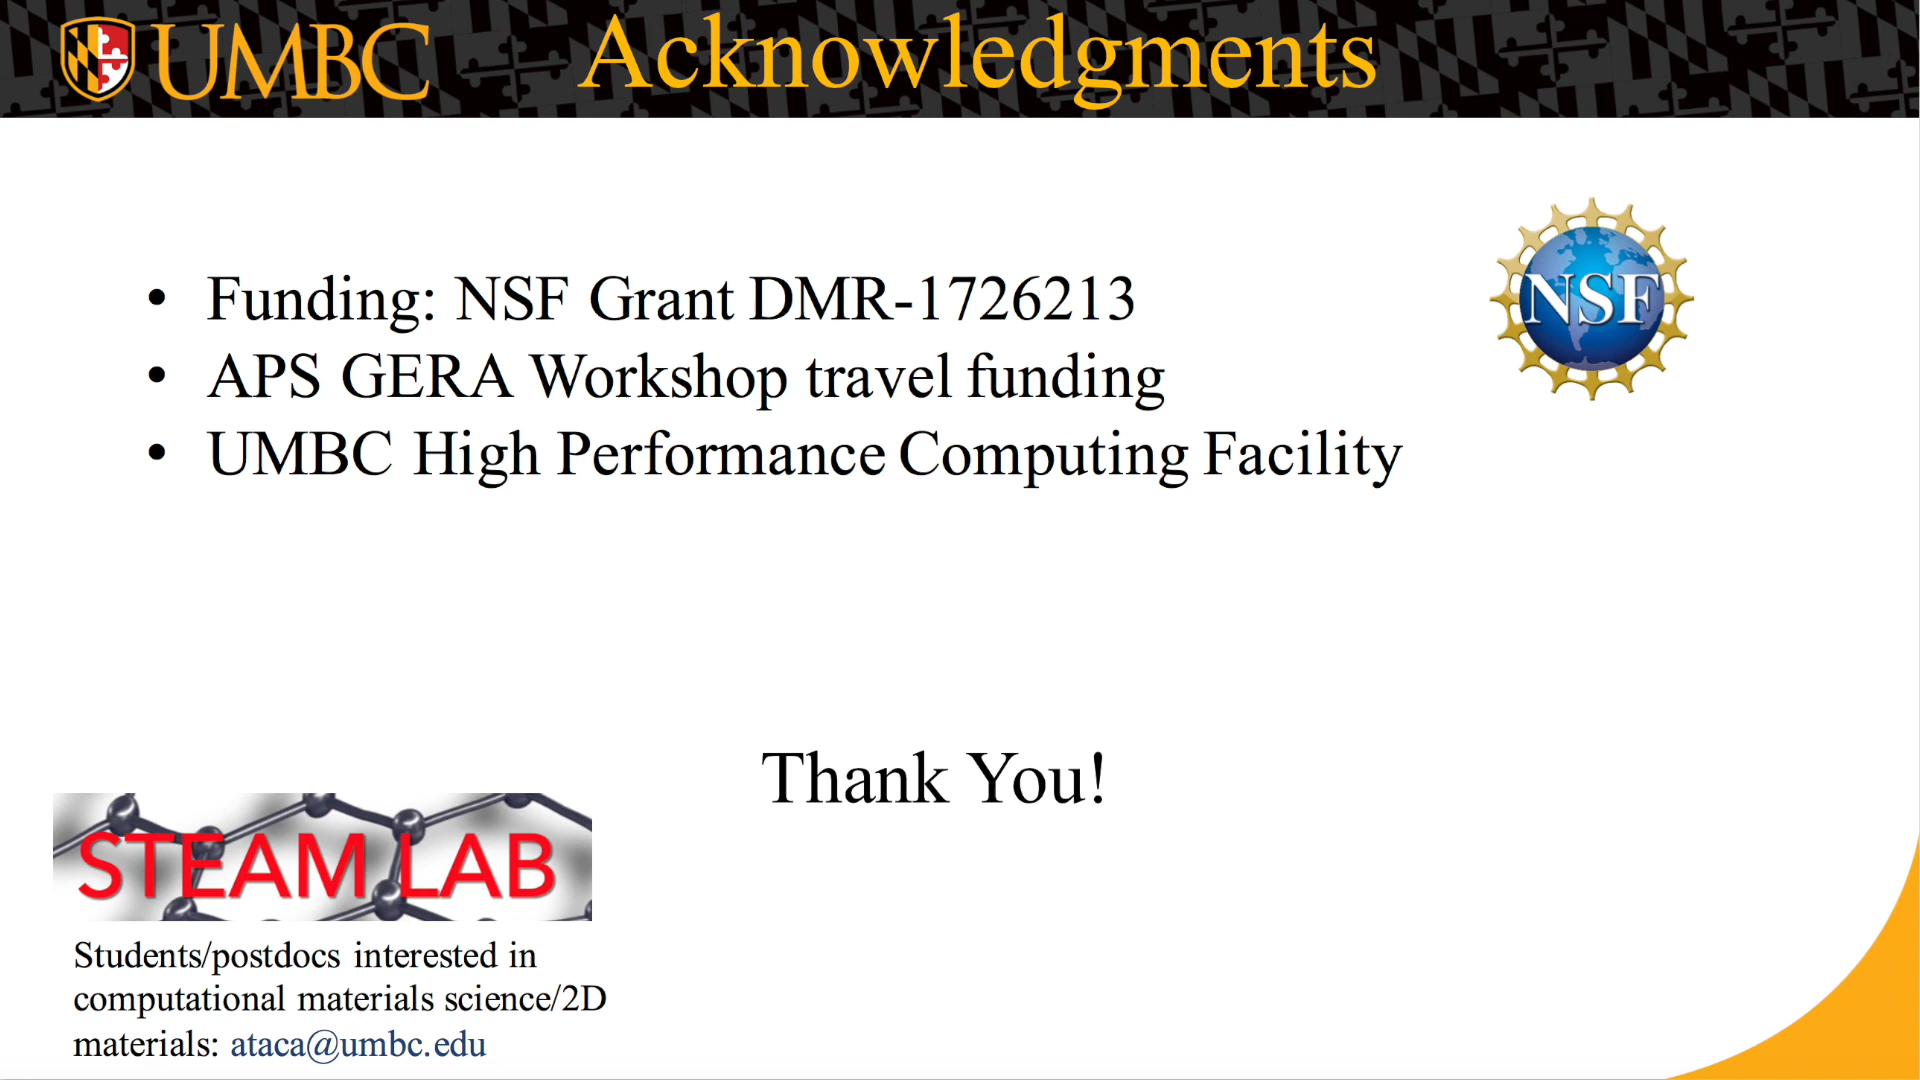 UMBC
Acknowledgments
• Funding: NSF Grant DMR-1726213
• APS GERA Workshop travel funding
• UMBC High Performance Computing Facility
NSF
Thank You!
STEAM LAB
Students/postdocs interested in
computational materials science/2D
materials: ataca@umbc.edu